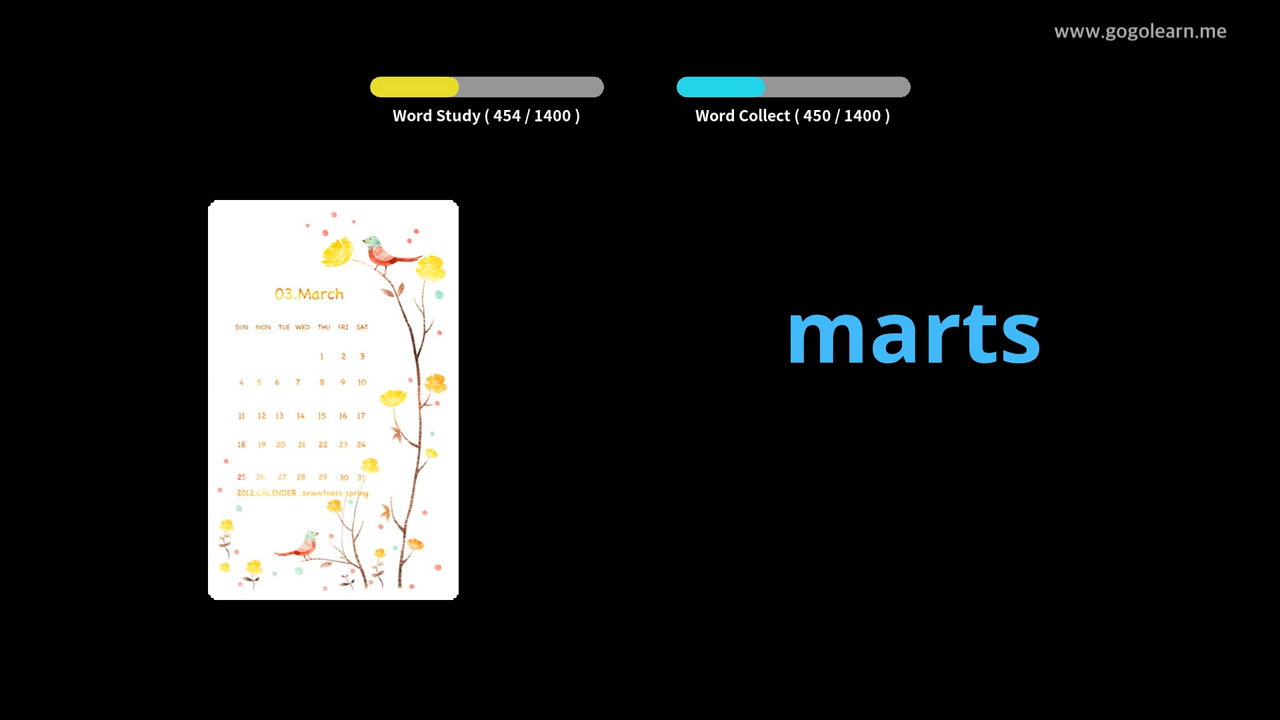 www.gogolearn.me
Word Study ( 454 / 1400 )
Word Collect ( 450 / 1400 )
03.March
SUN MON TUE WED THU FRI SAT
1 2 3
4 5 6 7 8 9 10
11 12 13 14 15 16 17
18 19 20 21 22 23 24
25 26 27 28 29 30 31
2012.CALENDER .sewwtness spring
marts